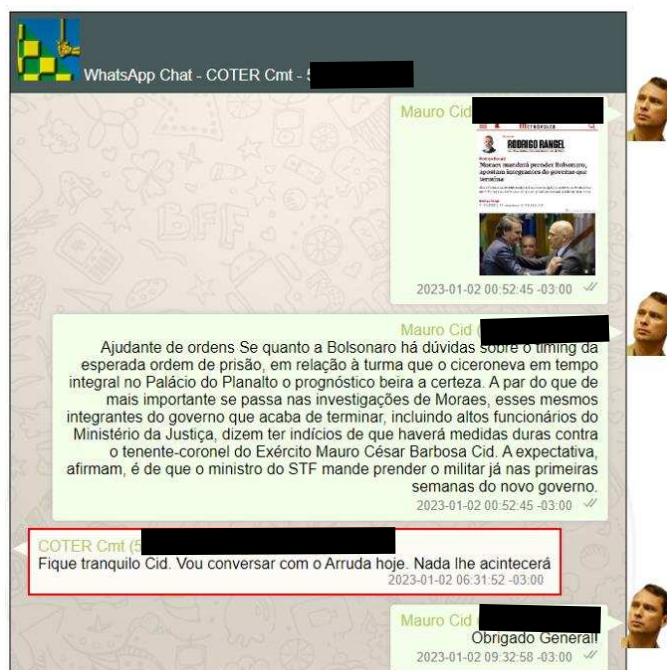 WhatsApp Chat - COTER Cmt - 5
Mauro Cid
METRÓPOLES
RODRIGO RANGEL
Moraes mandará prender Bolsonaro,
apostam integrantes do governo que
termina
2023-01-02 00:52:45 -03:00
Mauro Cid (
Ajudante de ordens Se quanto a Bolsonaro há dúvidas sobre o timing da
esperada ordem de prisão, em relação à turma que o ciceroneva em tempo
integral no Palácio do Planalto o prognóstico beira a certeza. A par do que de
mais importante se passa nas investigações de Moraes, esses mesmos
integrantes do governo que acaba de terminar, incluindo altos funcionários do
Ministério da Justiça, dizem ter indícios de que haverá medidas duras contra
o tenente-coronel do Exército Mauro César Barbosa Cid. A expectativa,
afirmam, é de que o ministro do STF mande prender o militar já nas primeiras
semanas do novo governo.
2023-01-02 00:52:45 -03:00
COTER Cmt (5
Fique tranquilo Cid. Vou conversar com o Arruda hoje. Nada lhe acintecerá
2023-01-02 06:31:52 -03:00
Mauro Cid (
Obrigado General!
2023-01-02 09:32:58 -03:00